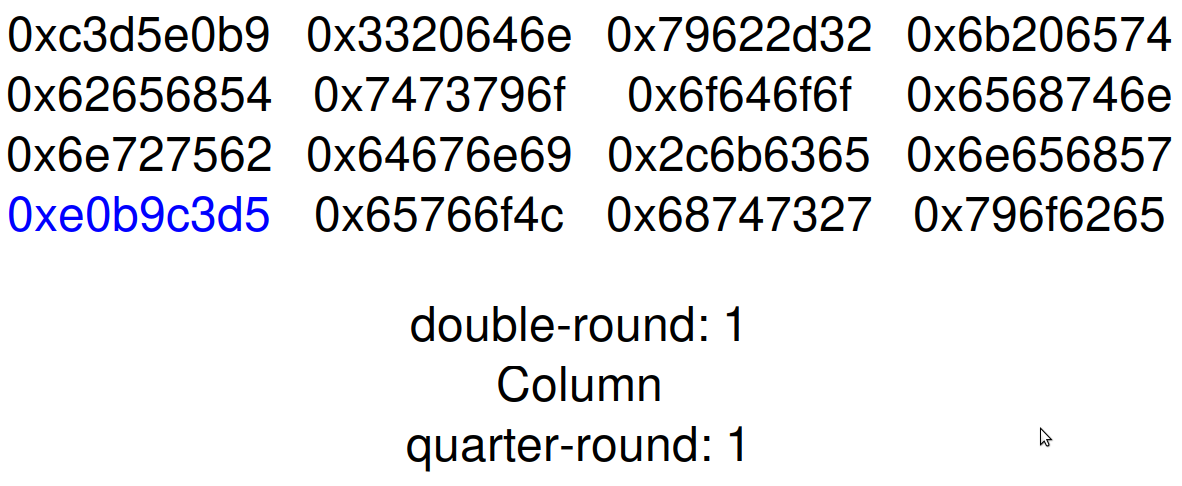 0xc3d5e0b9 0x3320646e 0x79622d32 0x6b206574
0x62656854 0x7473796f 0x6f646f6f 0x6568746e
0x6e727562 0x64676e69 0x2c6b6365 0x6e656857
0xe0b9c3d5 0x65766f4c 0x68747327 0x796f6265
double-round: 1
Column
quarter-round: 1